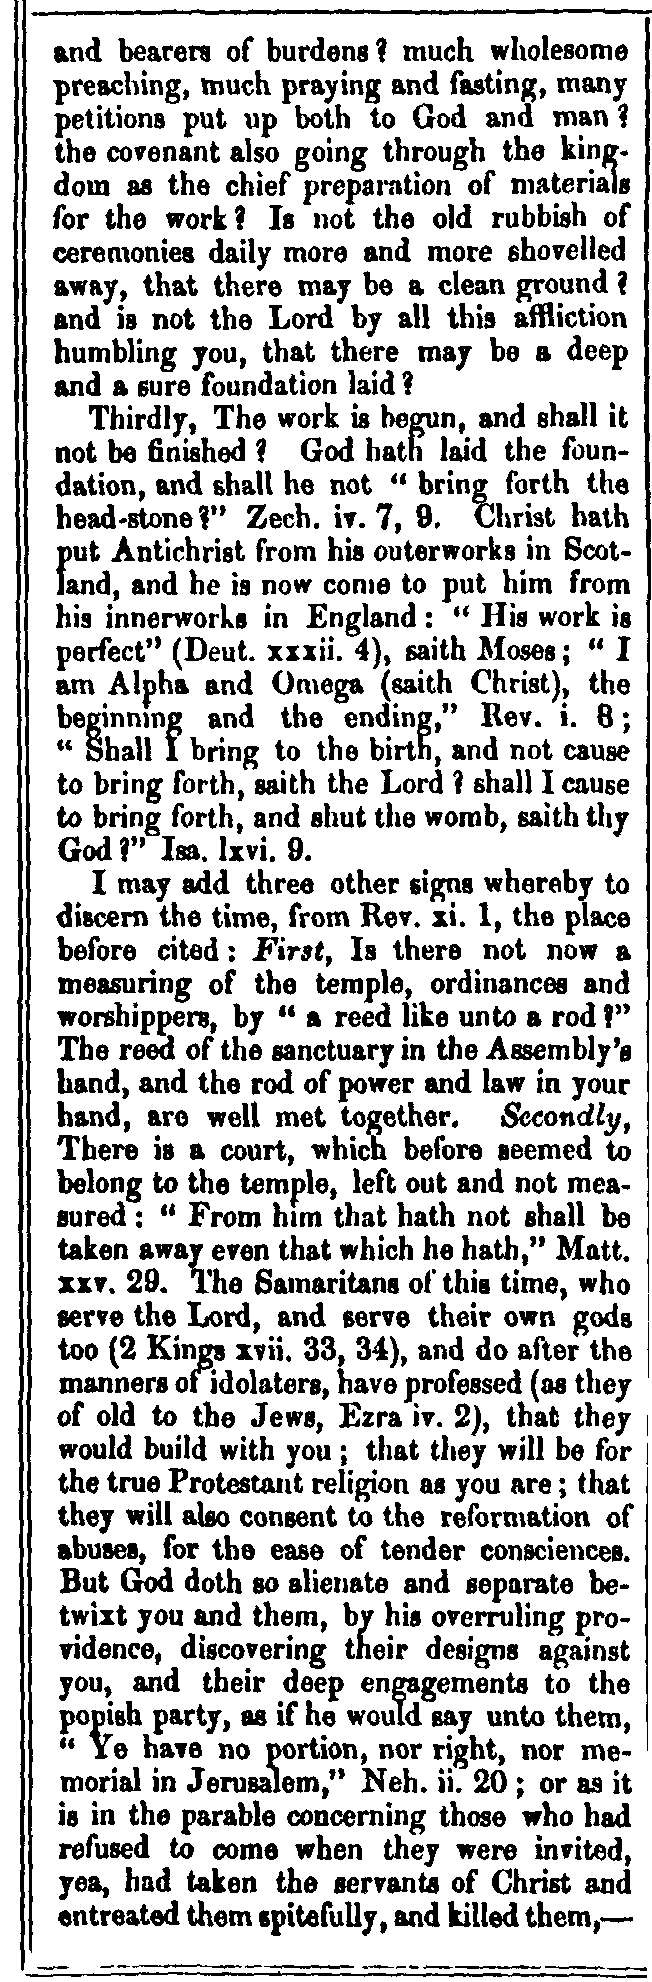 and bearers of burdens? much wholesome
preaching, much praying and fasting, many
petitions put up both to God and man?
the covenant also going through the king-
dom as the chief preparation of materials
for the work? Is not the old rubbish of
ceremonies daily more and more shovelled
away, that there may be a clean ground?
and is not the Lord by all this affliction
humbling you, that there may be a deep
and a sure foundation laid?
Thirdly, The work is begun, and shall it
not be finished? God hath laid the foun-
dation, and shall he not “ bring forth the
head-stone?” Zech. iv. 7, 9. Christ hath
put Antichrist from his outerworks in Scot-
land, and he is now come to put him from
his innerworks in England: “ His work is
perfect” (Deut. xxxii. 4), saith Moses; “ I
am Alpha and Omega (saith Christ), the
beginning and the ending,” Rev. i. 8;
“ Shall I bring to the birth, and not cause
to bring forth, saith the Lord? shall I cause
to bring forth, and shut the womb, saith thy
God?” Isa. lxvi. 9.
I may add three other signs whereby to
discern the time, from Rev. xi. 1, the place
before cited: First, Is there not now a
measuring of the temple, ordinances and
worshippers, by “ a reed like unto a rod?”
The reed of the sanctuary in the Assembly's
hand, and the rod of power and law in your
hand, are well met together. Secondly,
There is a court, which before seemed to
belong to the temple, left out and not mea-
sured: “ From him that hath not shall be
taken away even that which he hath,” Matt.
xxv. 29. The Samaritans of this time, who
serve the Lord, and serve their own gods
too (2 Kings xvii. 33, 34), and do after the
manners of idolaters, have professed (as they
of old to the Jews, Ezra iv. 2), that they
would build with you; that they will be for
the true Protestant religion as you are; that
they will also consent to the reformation of
abuses, for the ease of tender consciences.
But God doth so alienate and separate be-
twixt you and them, by his overruling pro-
vidence, discovering their designs against
you, and their deep engagements to the
popish party, as if he would say unto them,
“ Ye have no portion, nor right, nor me-
morial in Jerusalem,” Neh. ii. 20; or as it
is in the parable concerning those who had
refused to come when they were invited,
yea, had taken the servants of Christ and
entreated them spitefully, and killed them,—